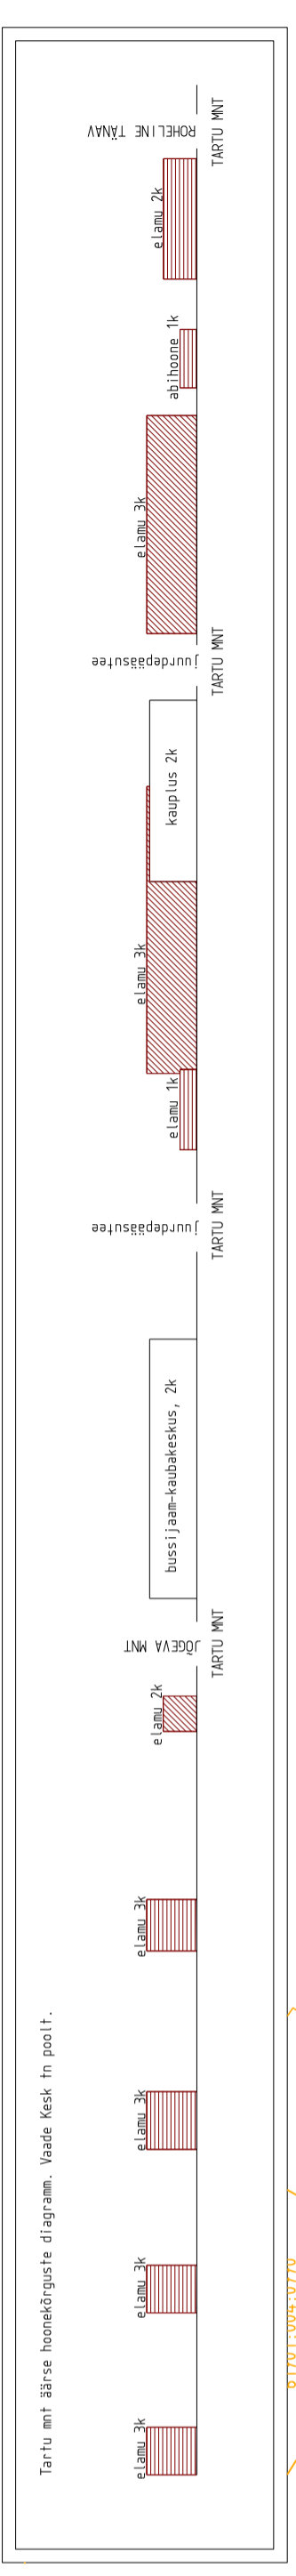 Tartu mnt äärse hoonekõrguste diagramm. Vaade Kesk tn poolt.
elamu 3k
elamu 3k
elamu 3k
elamu 3k
elamu 2k
JÕGEVA MNT
TARTU MNT
bussijaam-kaubakeskus, 2k
juurdepääsutee
TARTU MNT
elamu 1k
elamu 3k
kauplus 2k
juurdepääsutee
TARTU MNT
elamu 3k
abihoone 1k
elamu 2k
ROHELINE TÄNAV
TARTU MNT